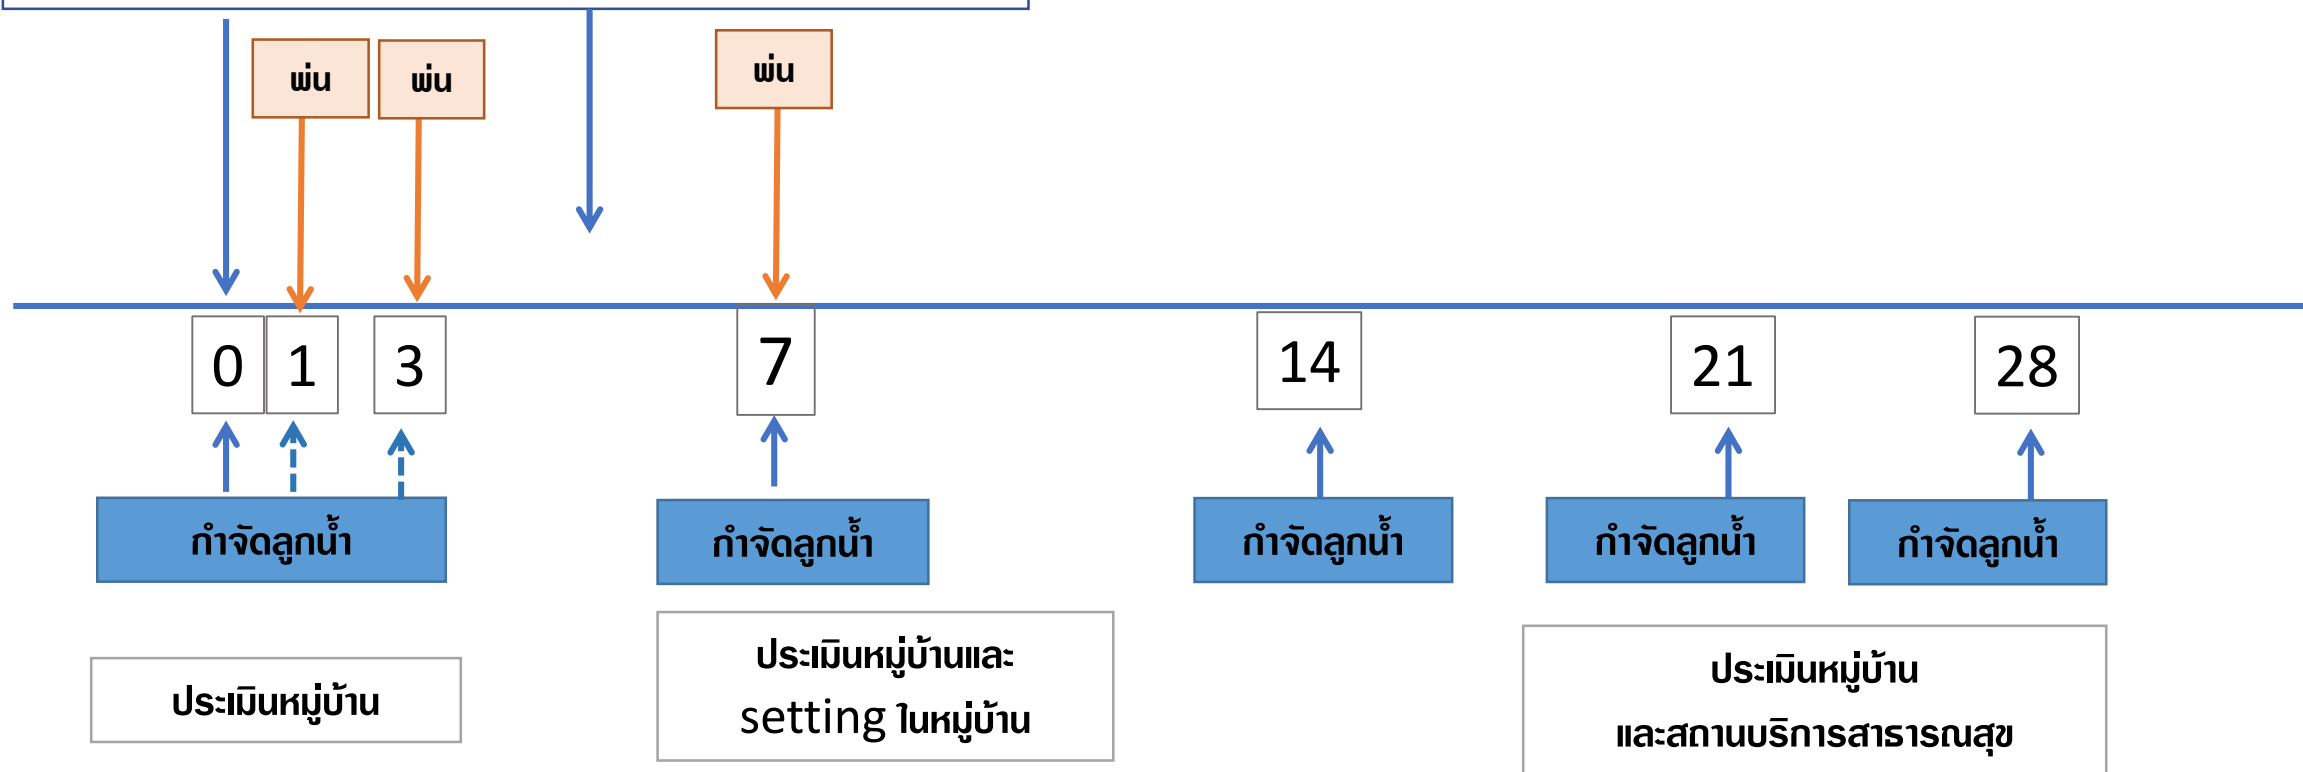 พ่น
พ่น
พ่น
0
1
3
7
14
21
28
กำจัดลูกน้ำ
กำจัดลูกน้ำ
กำจัดลูกน้ำ
กำจัดลูกน้ำ
กำจัดลูกน้ำ
ประเมินหมู่บ้าน
ประเมินหมู่บ้านและ
setting ในหมู่บ้าน
ประเมินหมู่บ้าน
และสถานบริการสาธารณสุข